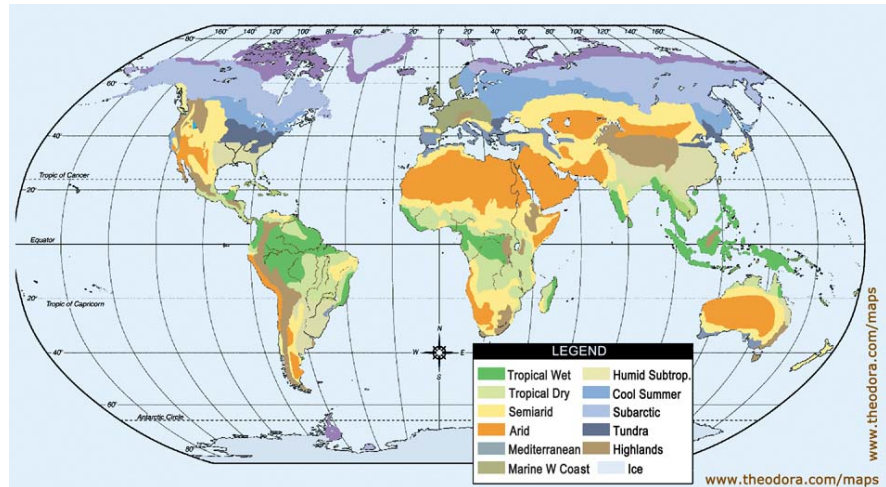 160° 140° 120° 80° 60° 40° 20° 0° 20° 40° 60° 80° 120° 140° 160°
80°
60°
40°
Tropic of Cancer
20°
Equator
0°
20°
Tropic of Capricorn
40°
60°
Antarctic Circle
80°
N
W E
S
LEGEND
Tropical Wet
Tropical Dry
Semiarid
Arid
Mediterranean
Marine W Coast
Humid Subtrop.
Cool Summer
Subarctic
Tundra
Highlands
Ice
www.theodora.com/maps
www.theodora.com/maps